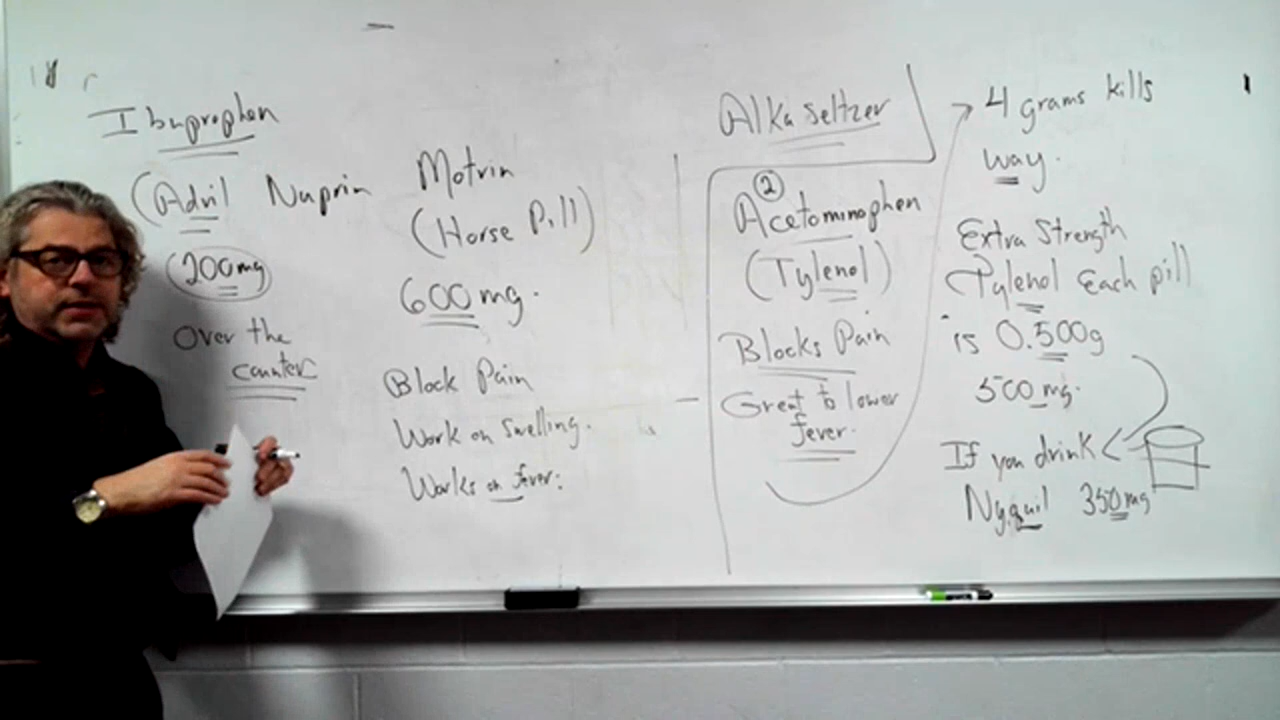 Ibuprophen
(Advil Nuprin
200mg
Over the
counter
Motrin
(Horse Pill)
600 mg.
Block Pain
Work on Swelling.
Works on fever:
Alka Seltzer
②
Acetominophen
(Tylenol)
Blocks Pain
Great to lower
fever.
4 grams kills
way.
Extra Strength
Tylenol Each pill
is 0.500g
500 mg.
If you drink
Nyquil 350mg